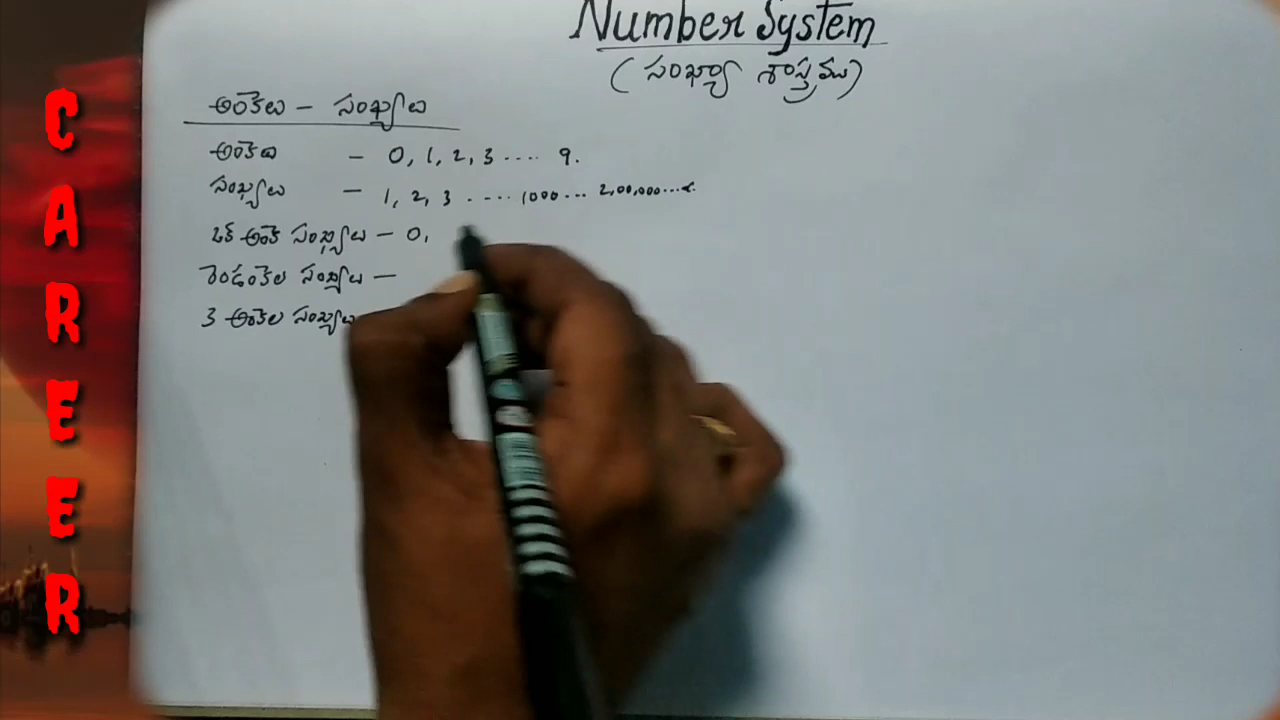 CAREER
Number System
(సంఖ్యా శాస్త్రము)
అంకెలు - సంఖ్యలు
అంకెలు - 0, 1, 2, 3 .... 9.
సంఖ్యలు - 1, 2, 3 ..... 1000 ... 2,00,000 ...
ఒక అంకె సంఖ్యలు - 0,
రెండంకెల సంఖ్యలు -
3 అంకెల సంఖ్యలు